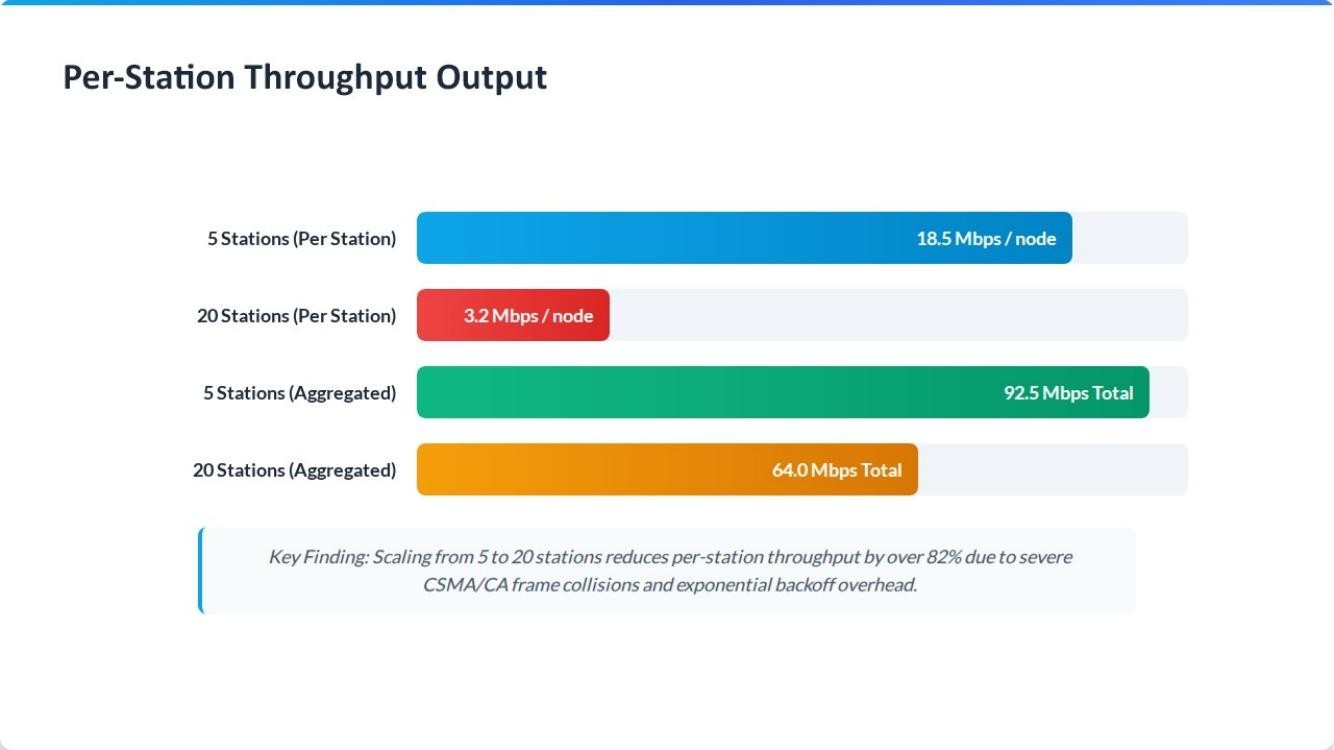 Per-Station Throughput Output
5 Stations (Per Station)
18.5 Mbps / node
20 Stations (Per Station)
3.2 Mbps / node
5 Stations (Aggregated)
92.5 Mbps Total
20 Stations (Aggregated)
64.0 Mbps Total
Key Finding: Scaling from 5 to 20 stations reduces per-station throughput by over 82% due to severe
CSMA/CA frame collisions and exponential backoff overhead.